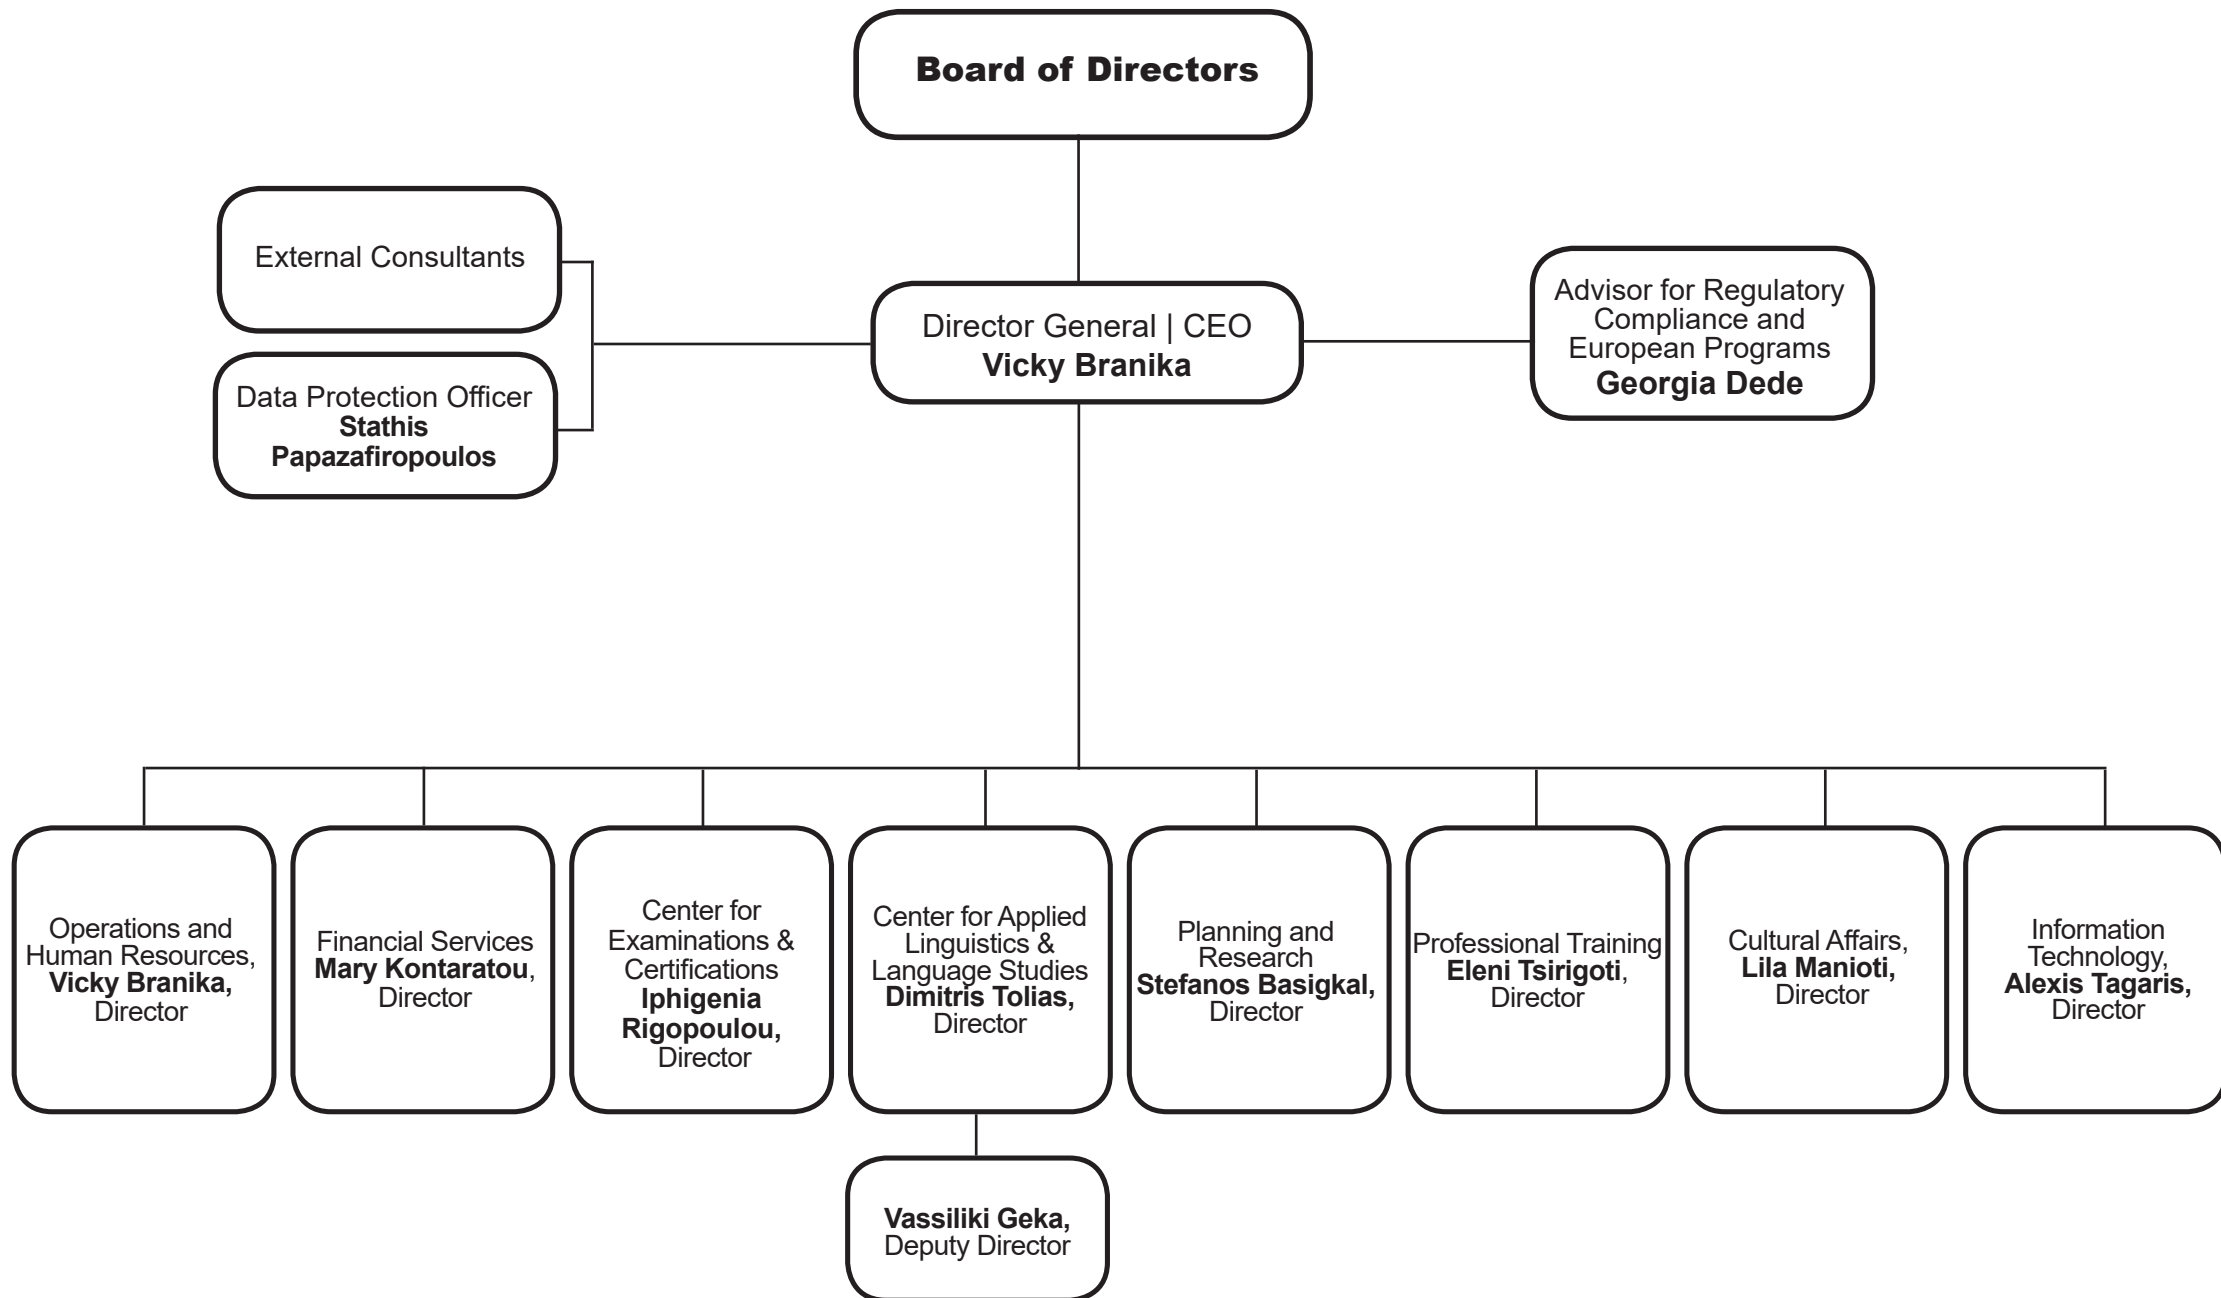 Board of Directors
External Consultants
Data Protection Officer
Stathis
Papazafiropoulos
Director General | CEO
Vicky Branika
Advisor for Regulatory
Compliance and
European Programs
Georgia Dede
Operations and
Human Resources,
Vicky Branika,
Director
Financial Services
Mary Kontaratou,
Director
Center for
Examinations &
Certifications
Iphigenia
Rigopoulou,
Director
Center for Applied
Linguistics &
Language Studies
Dimitris Tolias,
Director
Planning and
Research
Stefanos Basigkal,
Director
Professional Training
Eleni Tsirigoti,
Director
Cultural Affairs,
Lila Manioti,
Director
Information
Technology,
Alexis Tagaris,
Director
Vassiliki Geka,
Deputy Director